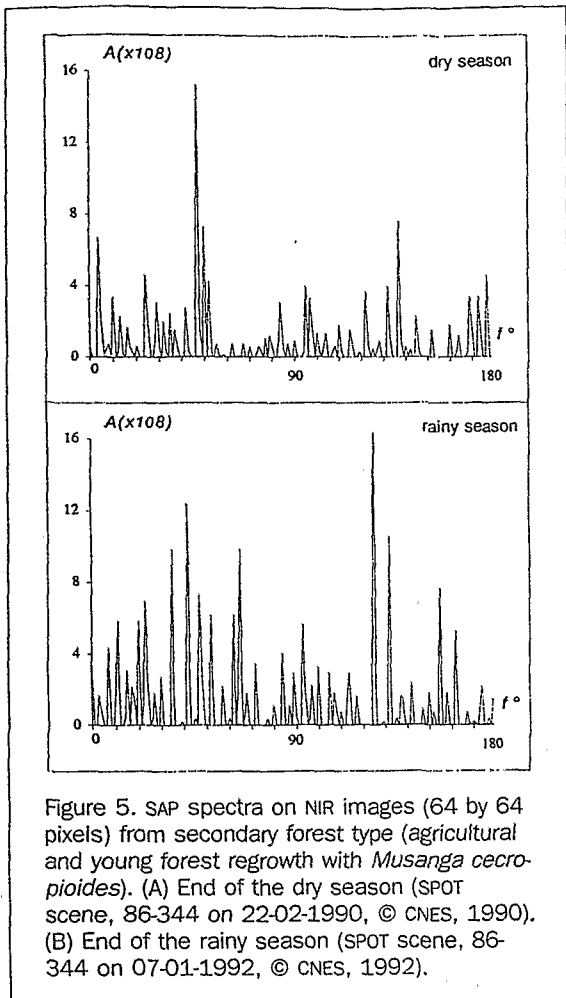 A(x108)
dry season
16
12
8
4
0
0
90
180
f °
A(x108)
rainy season
16
12
8
4
0
0
90
180
f °
Figure 5. SAP spectra on NIR images (64 by 64
pixels) from secondary forest type (agricultural
and young forest regrowth with Musanga cecro-
pioides). (A) End of the dry season (SPOT
scene, 86-344 on 22-02-1990, © CNES, 1990).
(B) End of the rainy season (SPOT scene, 86-
344 on 07-01-1992, © CNES, 1992).